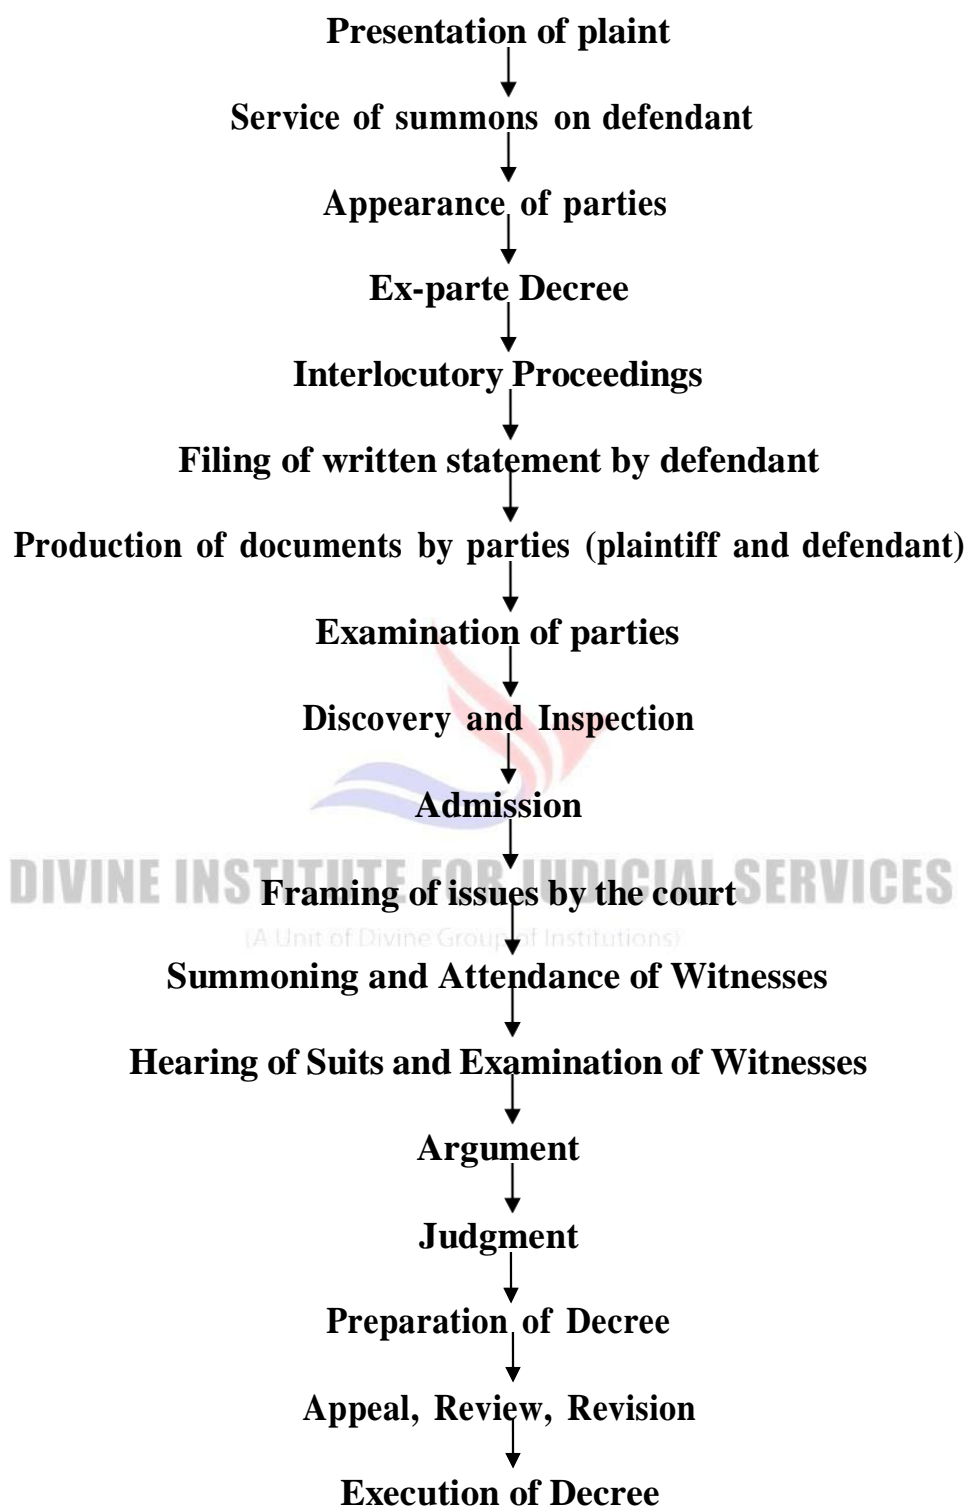 Presentation of plaint
Service of summons on defendant
Appearance of parties
Ex-parte Decree
Interlocutory Proceedings
Filing of written statement by defendant
Production of documents by parties (plaintiff and defendant)
Examination of parties
Discovery and Inspection
Admission
DIVINE INSTITUTE FOR JUDICIAL SERVICES
Framing of issues by the court
(A Unit of Divine Group of Institutions)
Summoning and Attendance of Witnesses
Hearing of Suits and Examination of Witnesses
Argument
Judgment
Preparation of Decree
Appeal, Review, Revision
Execution of Decree